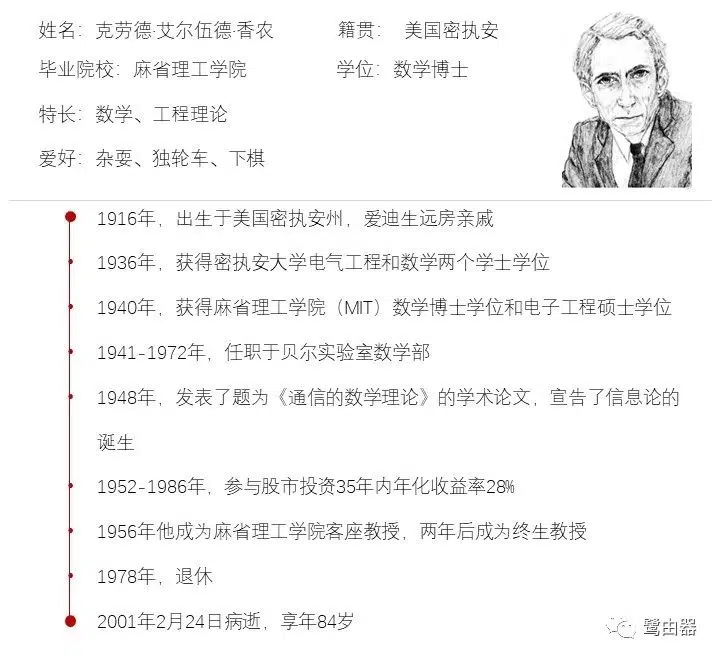 姓名：克劳德·艾尔伍德·香农 籍贯： 美国密执安
毕业院校：麻省理工学院 学位：数学博士
特长：数学、工程理论
爱好：杂耍、独轮车、下棋
1916年，出生于美国密执安州，爱迪生远房亲戚
1936年，获得密执安大学电气工程和数学两个学士学位
1940年，获得麻省理工学院（MIT）数学博士学位和电子工程硕士学位
1941-1972年，任职于贝尔实验室数学部
1948年，发表了题为《通信的数学理论》的学术论文，宣告了信息论的
诞生
1952-1986年，参与股市投资35年内年化收益率28%
1956年他成为麻省理工学院客座教授，两年后成为终生教授
1978年，退休
2001年2月24日病逝，享年84岁
鹭由器